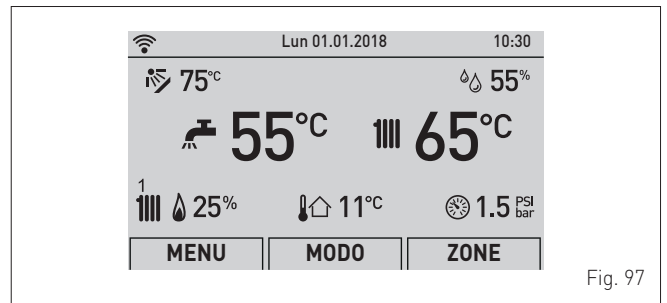 Lun 01.01.2018 10:30
75°C 55%
55°C 65°C
1
25% 11°C 1.5 PSI bar
MENU MODO ZONE
Fig. 97